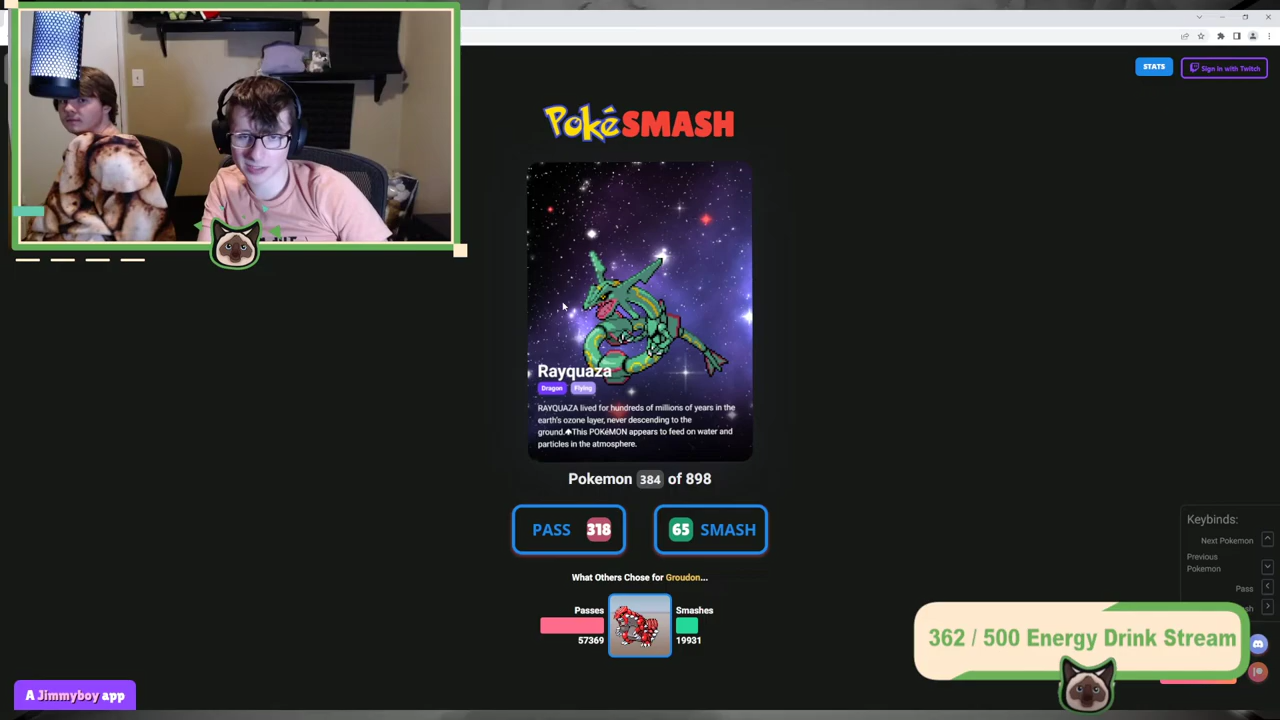 STATS
Sign in with Twitch
PokéSMASH
Rayquaza
Dragon Flying
RAYQUAZA lived for hundreds of millions of years in the
earth's ozone layer, never descending to the
ground.♠This POKéMON appears to feed on water and
particles in the atmosphere.
Pokemon 384 of 898
PASS 318
65 SMASH
What Others Chose for Groudon...
Passes
57369
Smashes
19931
Keybinds:
Next Pokemon
Previous
Pokemon
Pass
362 / 500 Energy Drink Stream
A Jimmyboy app